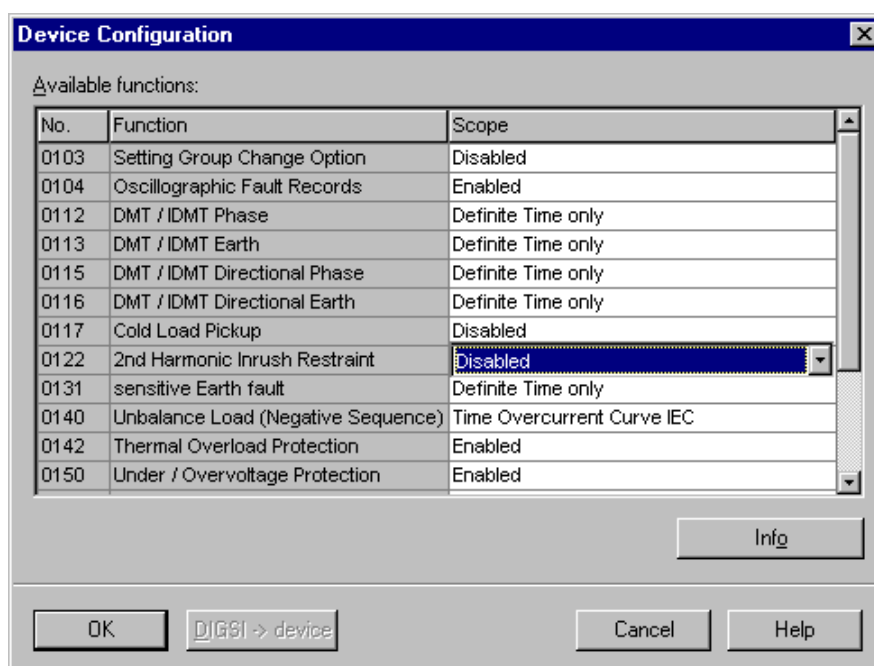 Device Configuration
Available functions:
No. Function Scope
0103 Setting Group Change Option Disabled
0104 Oscillographic Fault Records Enabled
0112 DMT / IDMT Phase Definite Time only
0113 DMT / IDMT Earth Definite Time only
0115 DMT / IDMT Directional Phase Definite Time only
0116 DMT / IDMT Directional Earth Definite Time only
0117 Cold Load Pickup Disabled
0122 2nd Harmonic Inrush Restraint Disabled
0131 sensitive Earth fault Definite Time only
0140 Unbalance Load (Negative Sequence) Time Overcurrent Curve IEC
0142 Thermal Overload Protection Enabled
0150 Under / Overvoltage Protection Enabled
Info
OK DIGSI -> device Cancel Help